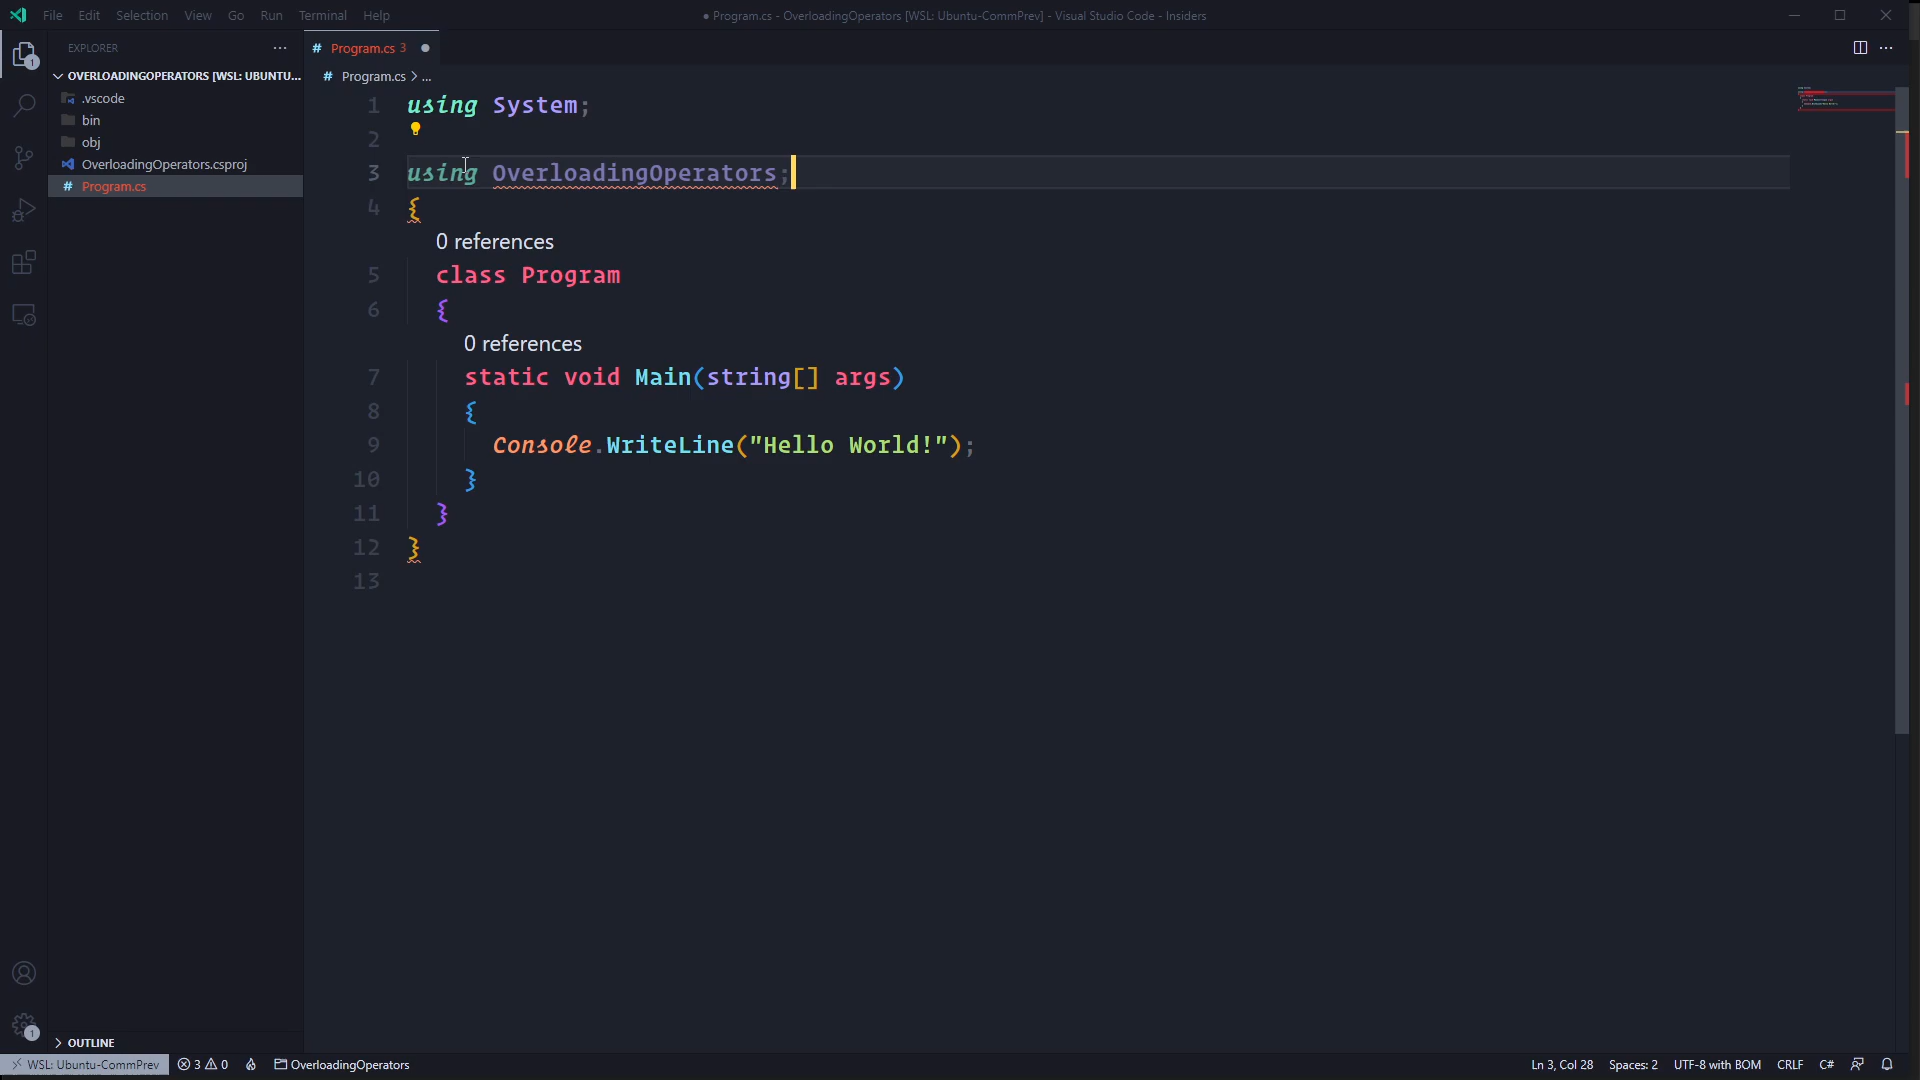 File Edit Selection View Go Run Terminal Help
● Program.cs - OverloadingOperators [WSL: Ubuntu-CommPrev] - Visual Studio Code - Insiders
EXPLORER ...
OVERLOADINGOPERATORS [WSL: UBUNTU...
.vscode
bin
obj
OverloadingOperators.csproj
# Program.cs
# Program.cs 3 ●
# Program.cs > ...
1 using System;
2
3 using OverloadingOperators;
4 {
0 references
5 class Program
6 {
0 references
7 static void Main(string[] args)
8 {
9 Console.WriteLine("Hello World!");
10 }
11 }
12 }
13
1
1
OUTLINE
WSL: Ubuntu-CommPrev 3 0 OverloadingOperators
Ln 3, Col 28 Spaces: 2 UTF-8 with BOM CRLF C#